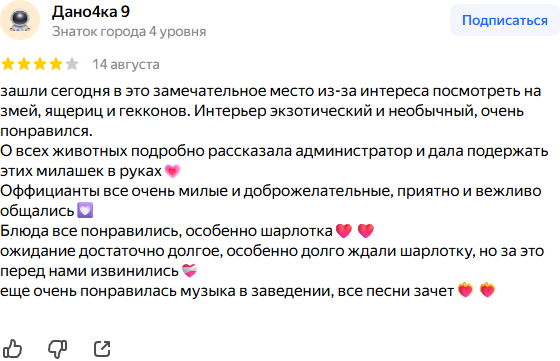 Дано4ка 9
Знаток города 4 уровня
Подписаться
14 августа
зашли сегодня в это замечательное место из-за интереса посмотреть на
змей, ящериц и гекконов. Интерьер экзотический и необычный, очень
понравился.
О всех животных подробно рассказала администратор и дала подержать
этих милашек в руках💗
Оффицианты все очень милые и доброжелательные, приятно и вежливо
общались💟
Блюда все понравились, особенно шарлотка❤️ ❤️
ожидание достаточно долгое, особенно долго ждали шарлотку, но за это
перед нами извинились❤️‍🩹
еще очень понравилась музыка в заведении, все песни зачет❤️‍🔥 ❤️‍🔥